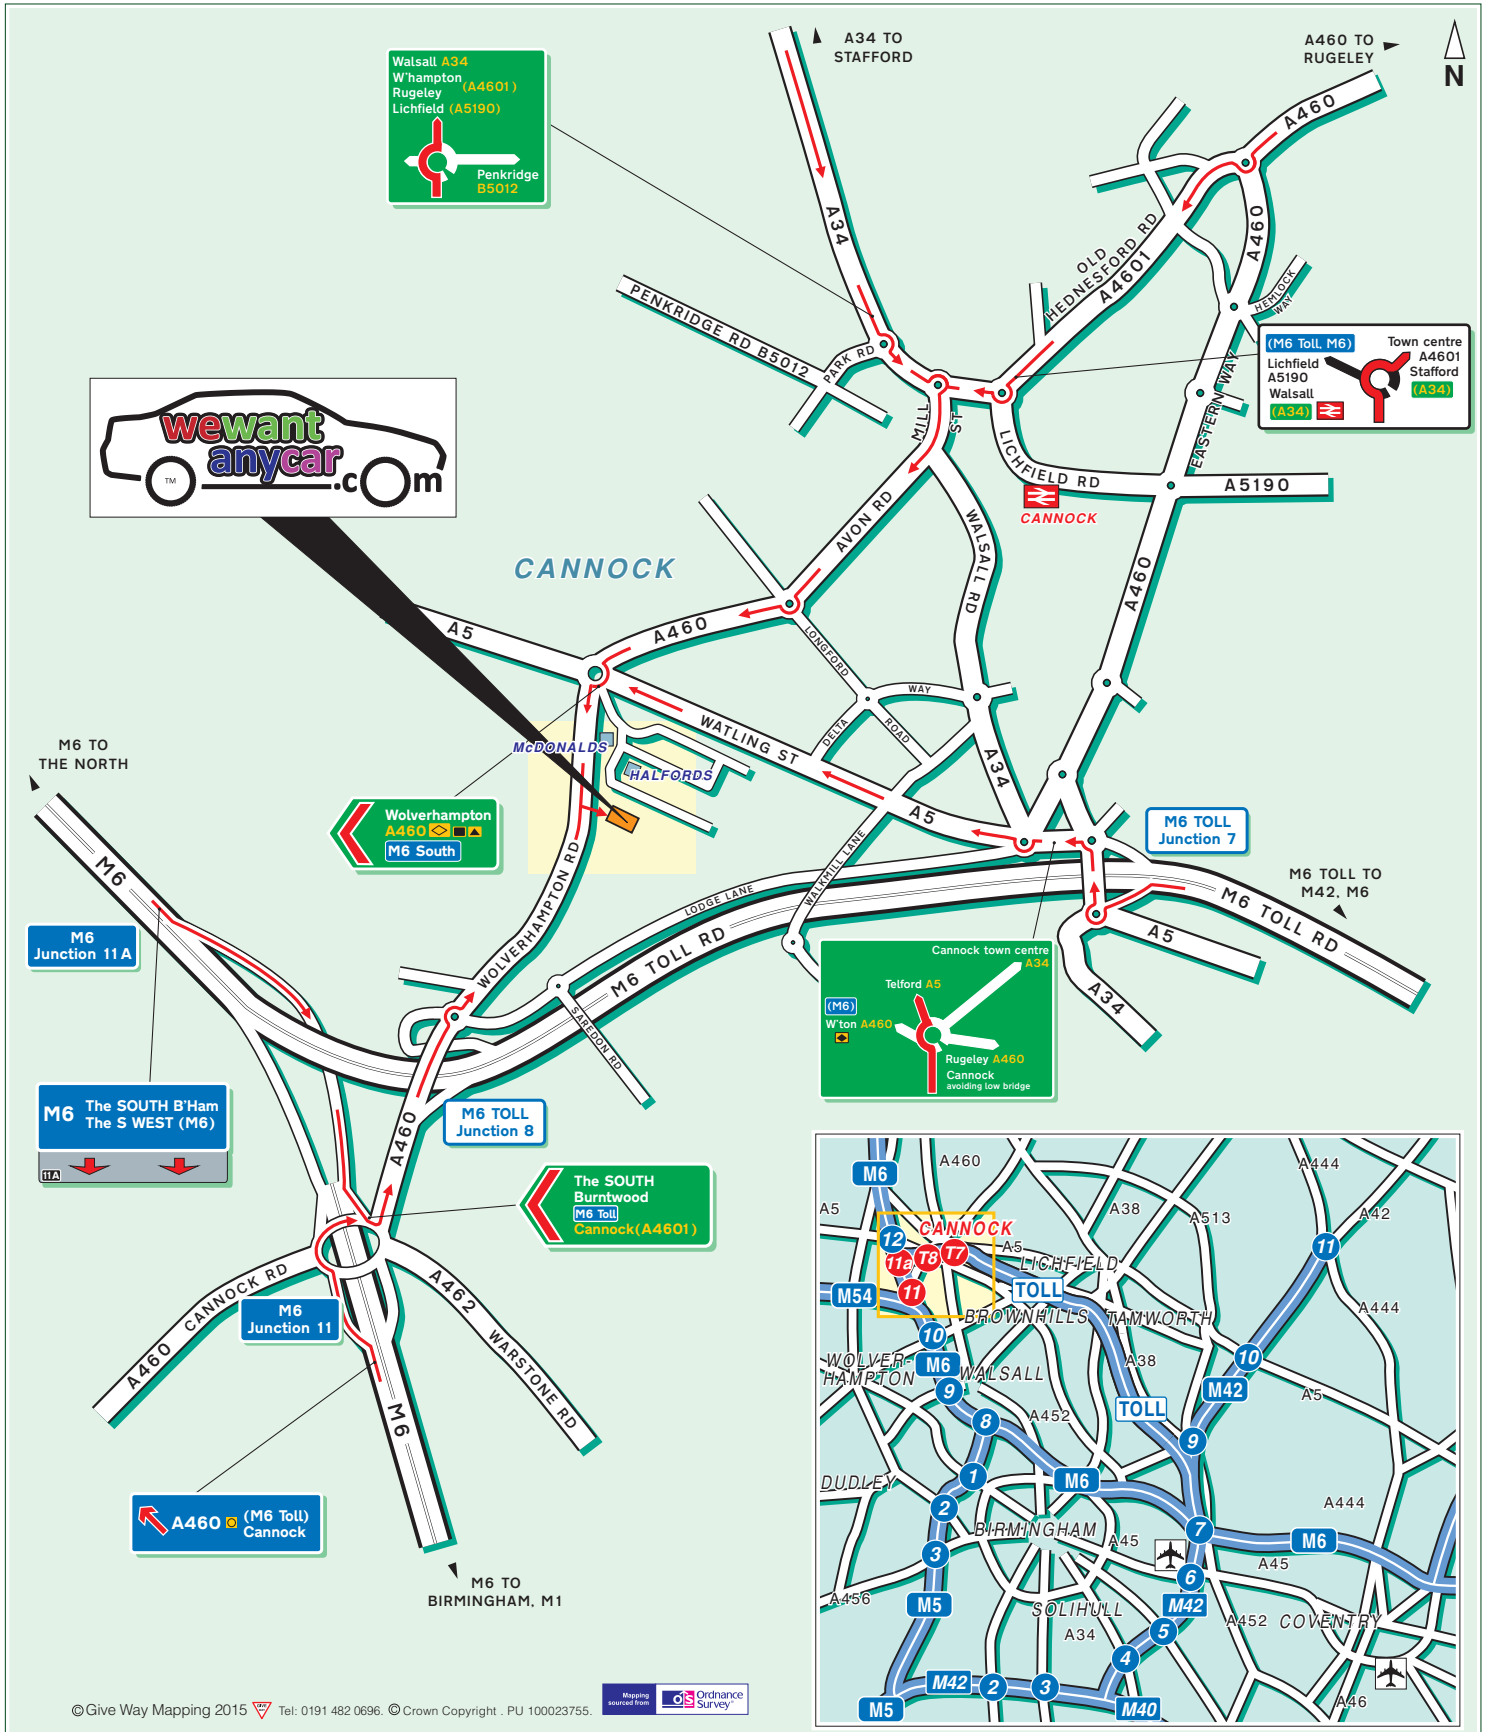 A34 TO
STAFFORD
A460 TO
RUGELEY
N
Walsall A34
W'hampton
Rugeley
(A4601)
Lichfield (A5190)
Penkridge
B5012
A460
A34
A460
OLD
HEDNESFORD RD
A4601
HEMLOCK
WAY
PENKRIDGE RD B5012
PARK RD
(M6 Toll, M6)
Lichfield
A5190
Walsall
(A34)
Town centre
A4601
Stafford
(A34)
EASTERN WAY
MILL
ST
LICHFIELD RD
A5190
CANNOCK
wewant
anycar
.com
TM
AVON RD
WALSALL RD
CANNOCK
A460
A5
A460
LONGFORD
ROAD
DELTA
WAY
WATLING ST
A34
McDONALDS
HALFORDS
M6 TO
THE NORTH
Wolverhampton
A460
M6 South
A5
M6 TOLL
Junction 7
M6 TOLL TO
M42, M6
M6
WOLVERHAMPTON RD
LODGE LANE
WALKMILL LANE
M6 TOLL RD
M6 TOLL RD
A5
A34
M6
Junction 11A
SAREDON RD
Cannock town centre
A34
Telford A5
(M6)
W'ton A460
Rugeley A460
Cannock
avoiding low bridge
M6
The SOUTH B'Ham
The S WEST (M6)
11A
M6 TOLL
Junction 8
A460
The SOUTH
Burntwood
M6 Toll
Cannock(A4601)
A460
CANNOCK RD
M6
Junction 11
A462
WARSTONE RD
M6
A460
(M6 Toll)
Cannock
M6 TO
BIRMINGHAM, M1
M6
A460
A444
A5
A38
A513
A42
CANNOCK
12
11a
T8
T7
11
A5
LICHFIELD
TOLL
11
M54
BROWNHILLS
TAMWORTH
A444
10
WOLVER-
HAMPTON
M6
WALSALL
A38
10
M42
A5
9
8
A452
TOLL
9
1
M6
DUDLEY
2
A444
BIRMINGHAM
A45
7
M6
3
A45
6
A456
M5
SOLIHULL
M42
A452
COVENTRY
A34
5
4
M42
2
3
M5
M40
A46
©Give Way Mapping 2015
GIVE WAY
Tel: 0191 482 0696. © Crown Copyright . PU 100023755.
Mapping
sourced from
OS
Ordnance
Survey